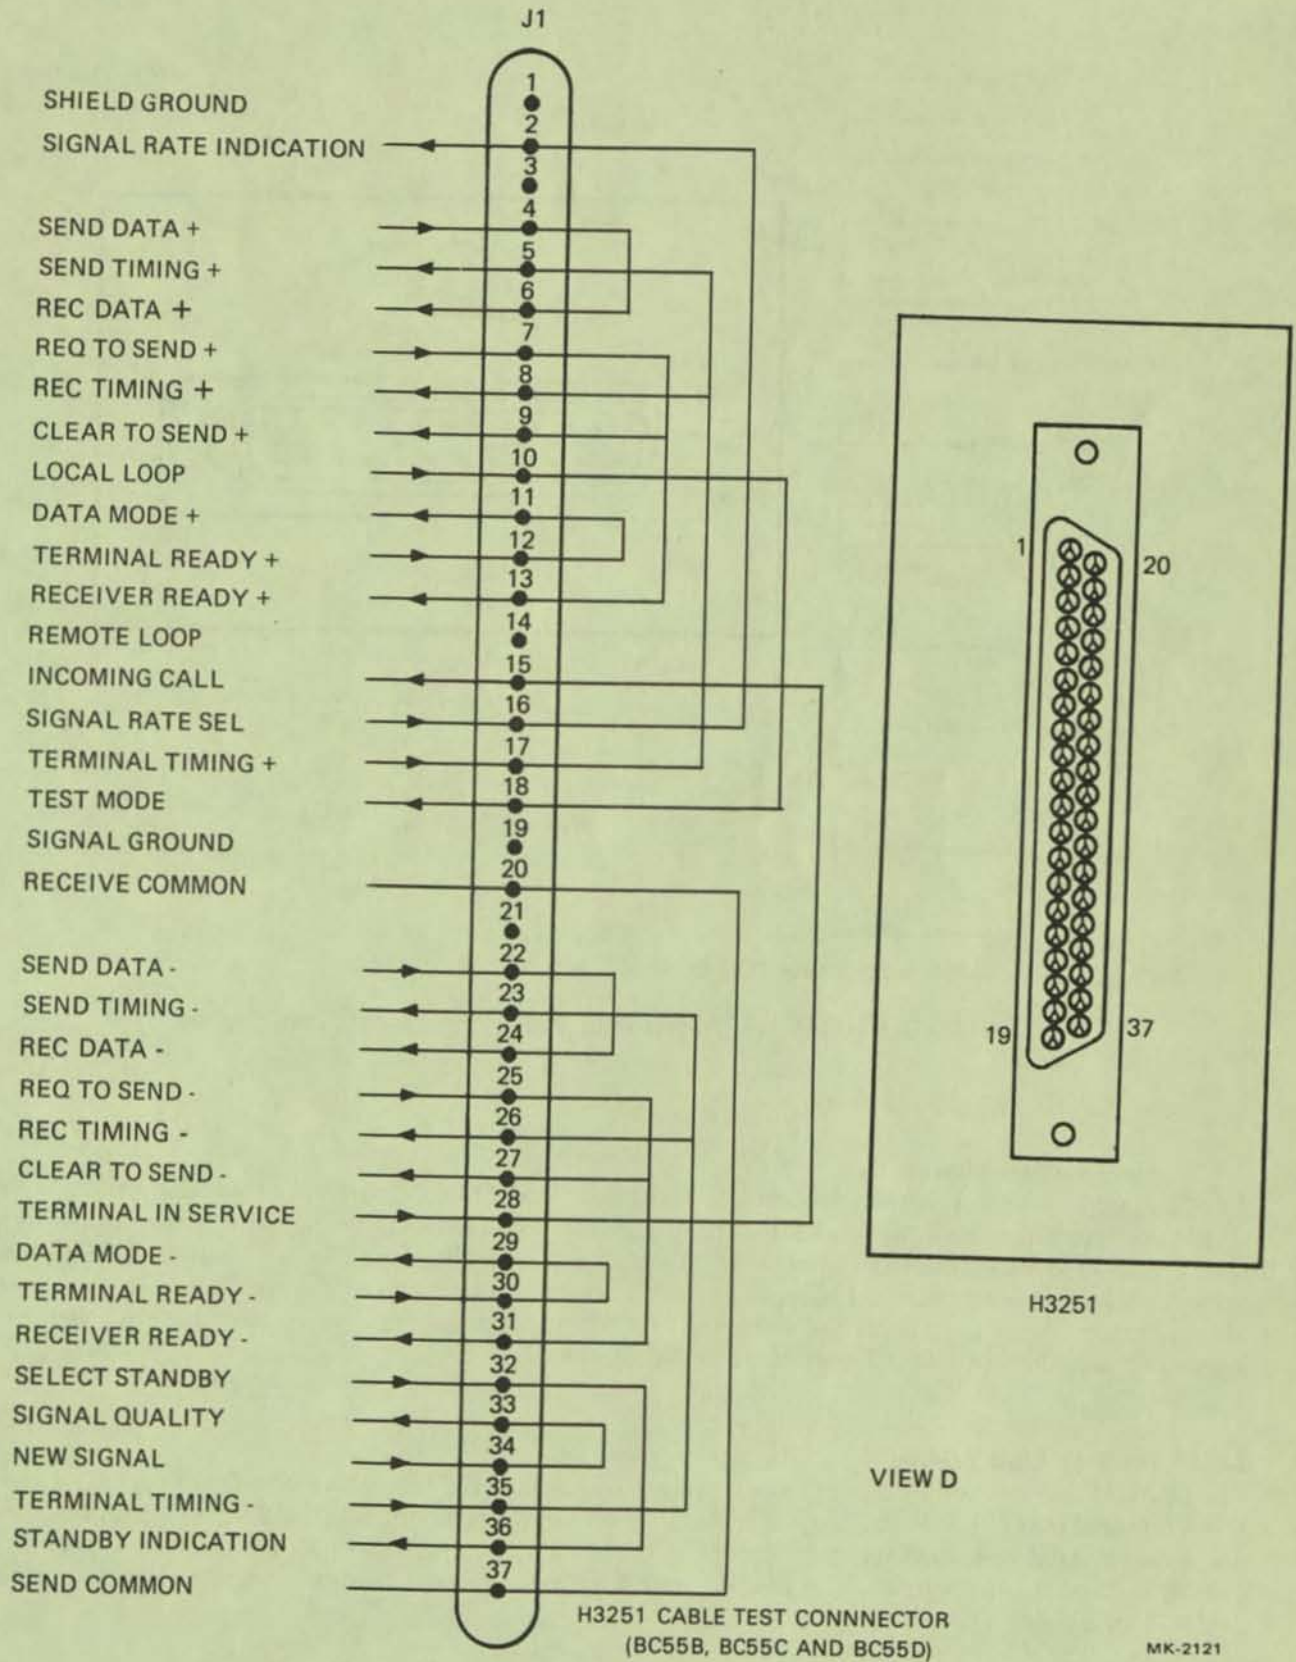 J1
SHIELD GROUND 1
SIGNAL RATE INDICATION 2
3
SEND DATA + 4
SEND TIMING + 5
REC DATA + 6
REQ TO SEND + 7
REC TIMING + 8
CLEAR TO SEND + 9
LOCAL LOOP 10
DATA MODE + 11
TERMINAL READY + 12
RECEIVER READY + 13
REMOTE LOOP 14
INCOMING CALL 15
SIGNAL RATE SEL 16
TERMINAL TIMING + 17
TEST MODE 18
SIGNAL GROUND 19
RECEIVE COMMON 20
21
SEND DATA - 22
SEND TIMING - 23
REC DATA - 24
REQ TO SEND - 25
REC TIMING - 26
CLEAR TO SEND - 27
TERMINAL IN SERVICE 28
DATA MODE - 29
TERMINAL READY - 30
RECEIVER READY - 31
SELECT STANDBY 32
SIGNAL QUALITY 33
NEW SIGNAL 34
TERMINAL TIMING - 35
STANDBY INDICATION 36
SEND COMMON 37
1 20
19 37
H3251
VIEW D
H3251 CABLE TEST CONNNECTOR
(BC55B, BC55C AND BC55D)
MK-2121